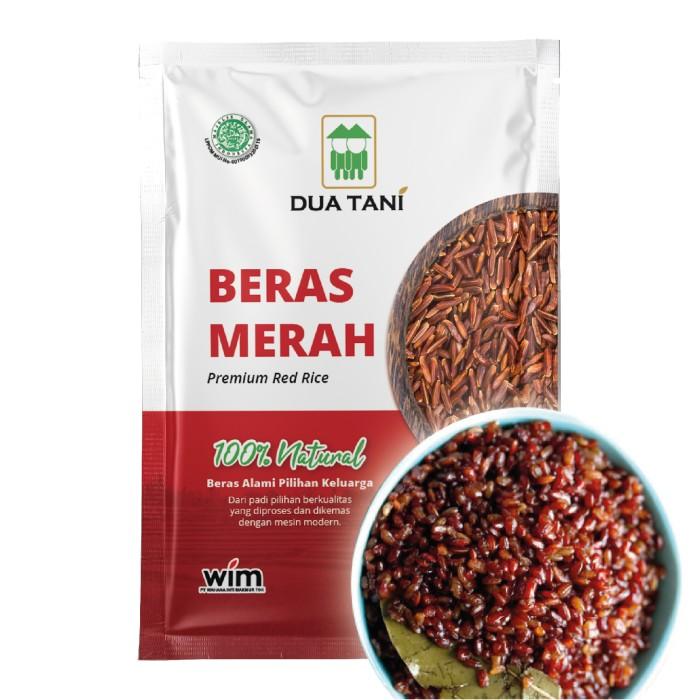 DUA TANI
BERAS
MERAH
Premium Red Rice
100% Natural
Beras Alami Pilihan Keluarga
Dari padi pilihan berkualitas
yang diproses dan dikemas
dengan mesin modern.
wim